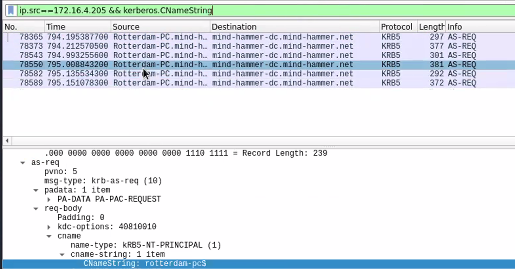 ip.src==172.16.4.205 && kerberos.CNameString
No. Time Source Destination Protocol Length Info
78365 794.195387700 Rotterdam-PC.mind-h… mind-hammer-dc.mind-hammer.net KRB5 297 AS-REQ
78373 794.212570500 Rotterdam-PC.mind-h… mind-hammer-dc.mind-hammer.net KRB5 377 AS-REQ
78543 794.993255600 Rotterdam-PC.mind-h… mind-hammer-dc.mind-hammer.net KRB5 301 AS-REQ
78550 795.008843200 Rotterdam-PC.mind-h… mind-hammer-dc.mind-hammer.net KRB5 381 AS-REQ
78582 795.135534300 Rotterdam-PC.mind-h… mind-hammer-dc.mind-hammer.net KRB5 292 AS-REQ
78589 795.151078300 Rotterdam-PC.mind-h… mind-hammer-dc.mind-hammer.net KRB5 372 AS-REQ
.000 0000 0000 0000 0000 0000 1110 1111 = Record Length: 239
as-req
pvno: 5
msg-type: krb-as-req (10)
padata: 1 item
PA-DATA PA-PAC-REQUEST
req-body
Padding: 0
kdc-options: 40810010
cname
name-type: kRB5-NT-PRINCIPAL (1)
cname-string: 1 item
CNameString: rotterdam-pc$